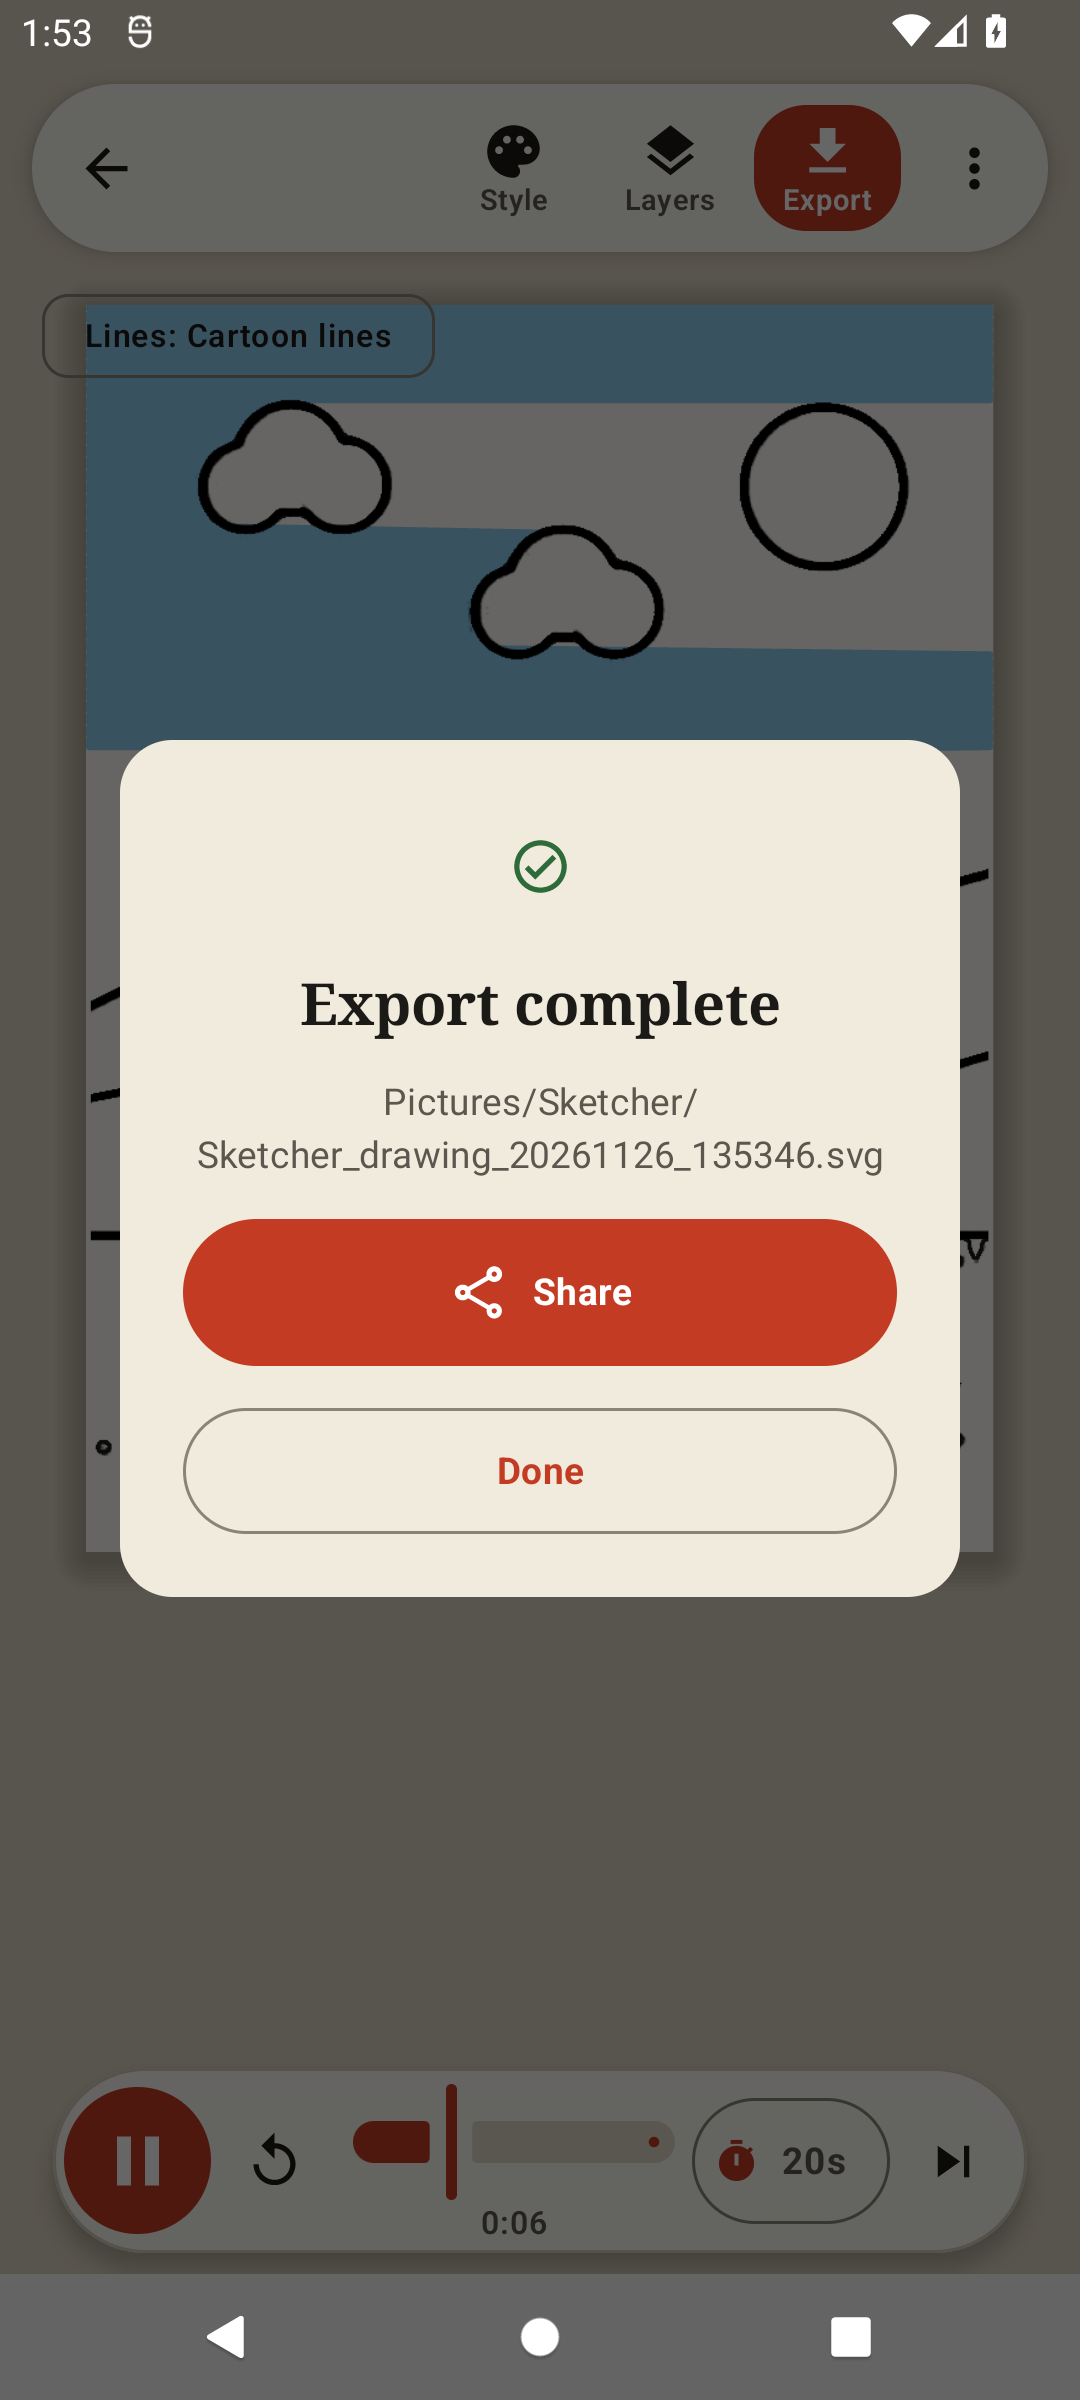 1:53
Style
Layers
Export
Lines: Cartoon lines
Export complete
Pictures/Sketcher/
Sketcher_drawing_20261126_135346.svg
Share
Done
20s
0:06